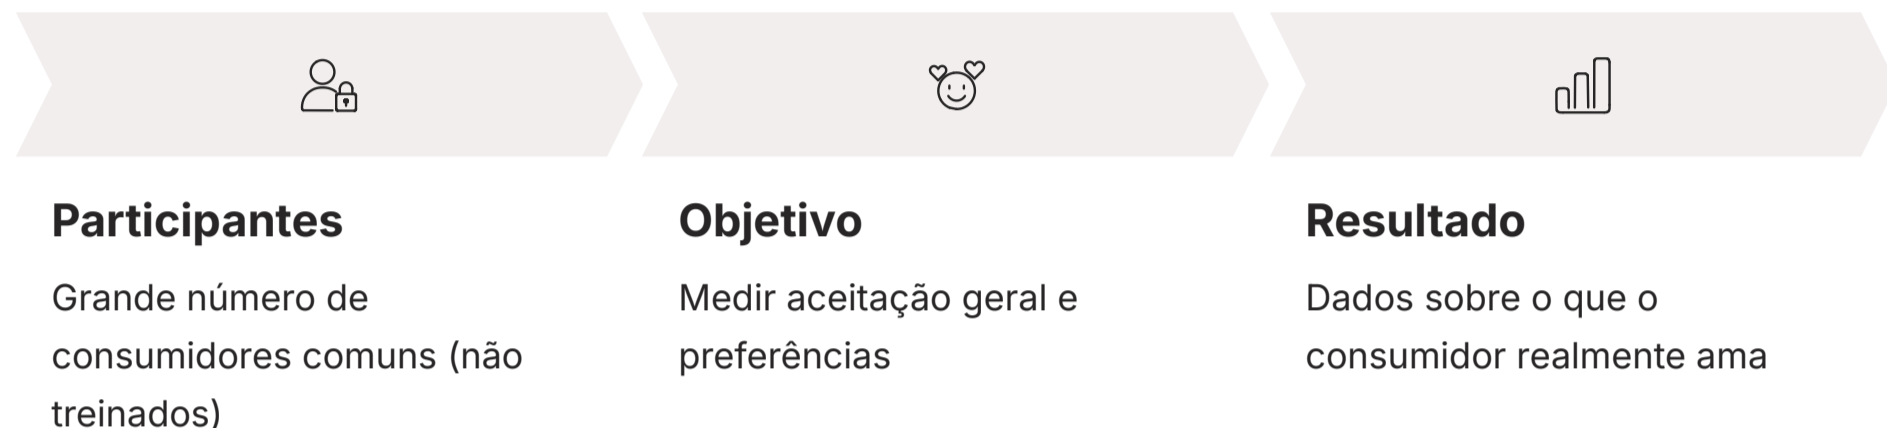 Participantes
Grande número de
consumidores comuns (não
treinados)
Objetivo
Medir aceitação geral e
preferências
Resultado
Dados sobre o que o
consumidor realmente ama